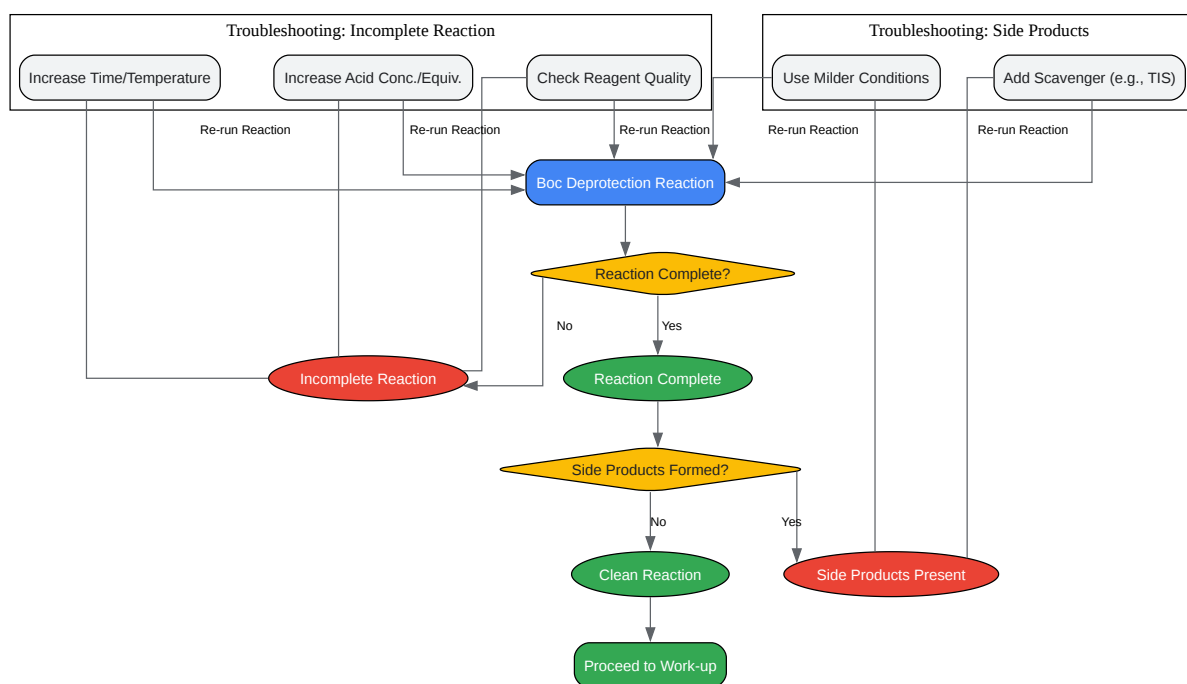 Troubleshooting: Incomplete Reaction
Troubleshooting: Side Products
Increase Time/Temperature
Increase Acid Conc./Equiv.
Check Reagent Quality
Use Milder Conditions
Add Scavenger (e.g., TIS)
Re-run Reaction
Re-run Reaction
Re-run Reaction
Re-run Reaction
Re-run Reaction
Boc Deprotection Reaction
Reaction Complete?
No
Yes
Incomplete Reaction
Reaction Complete
Side Products Formed?
No
Yes
Clean Reaction
Side Products Present
Proceed to Work-up